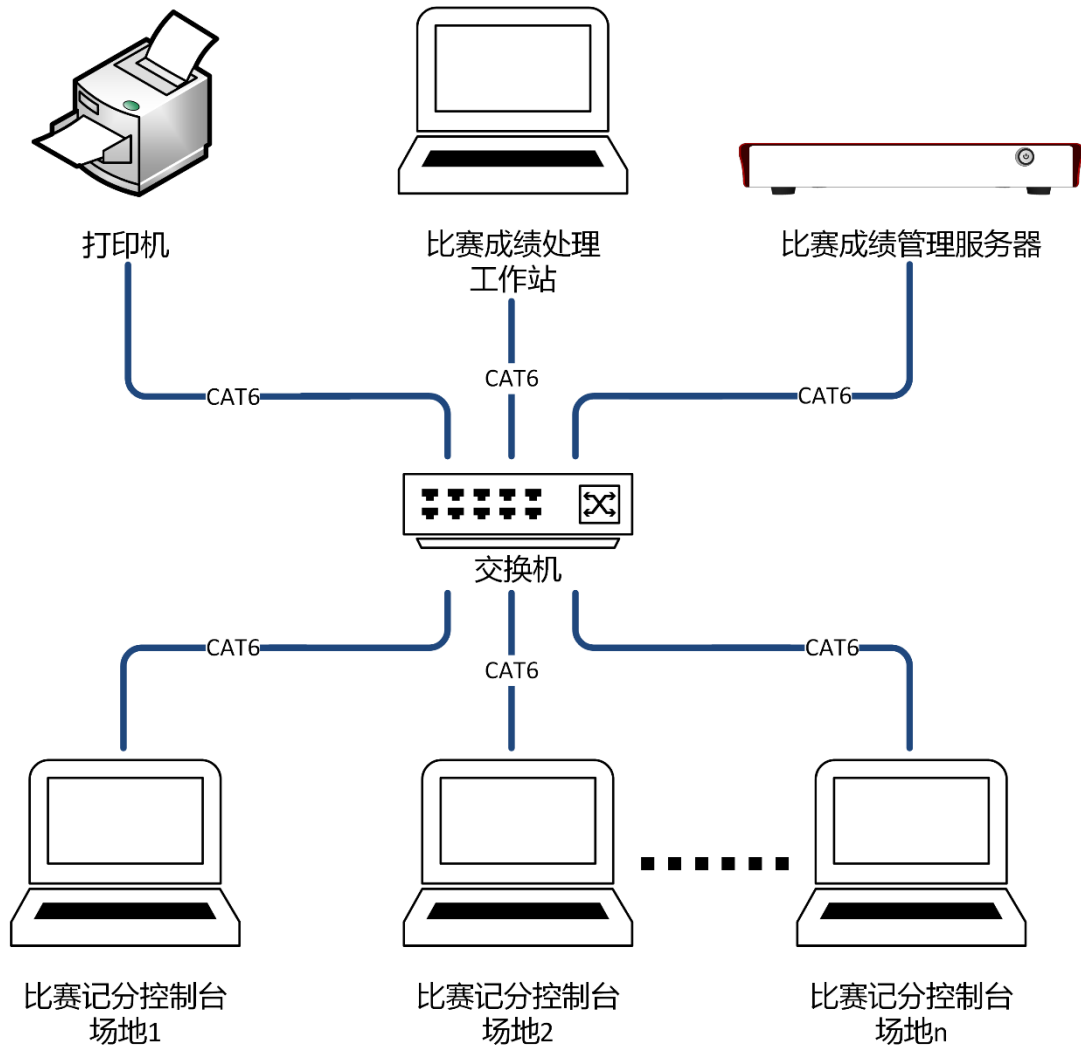 打印机
比赛成绩处理
工作站
比赛成绩管理服务器
CAT6
CAT6
CAT6
交换机
CAT6
CAT6
CAT6
比赛记分控制台
场地1
比赛记分控制台
场地2
比赛记分控制台
场地n